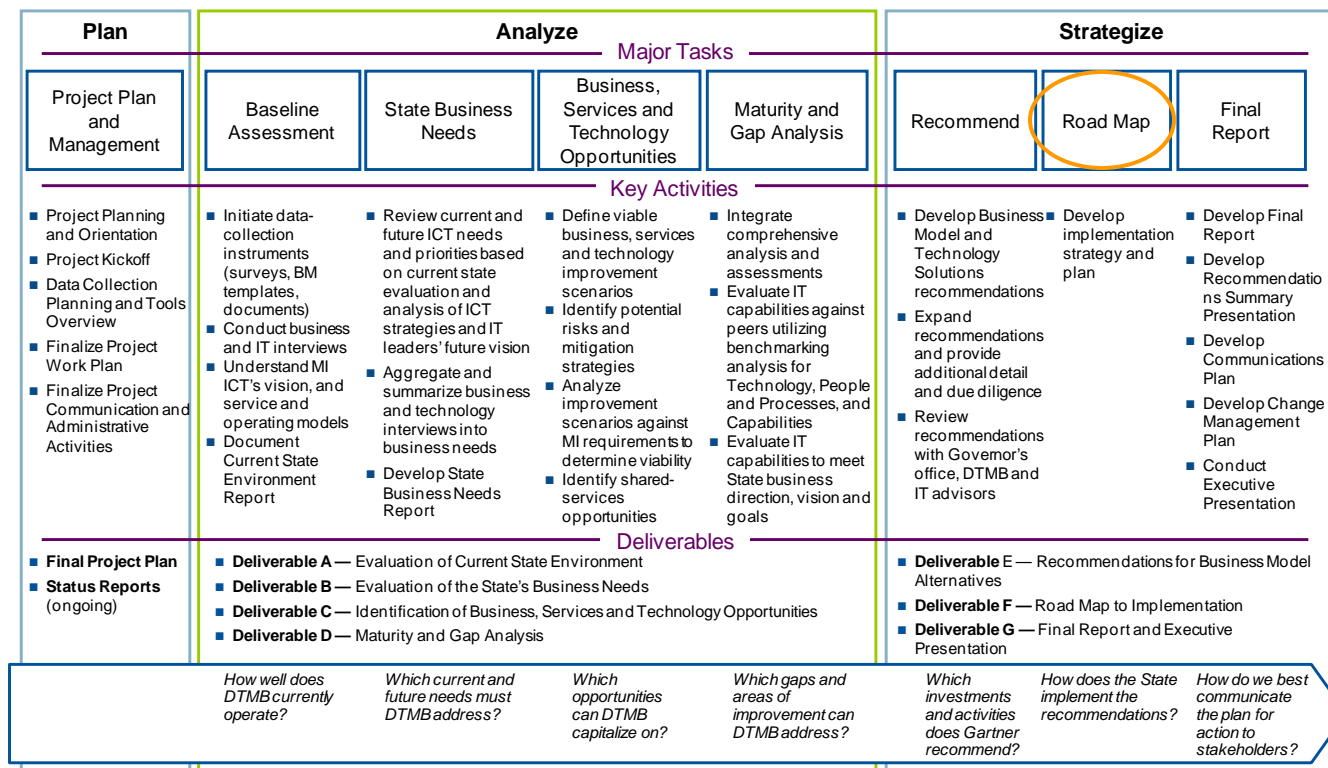 Plan
Analyze
Strategize
Major Tasks
Project Plan
and
Management
Baseline
Assessment
State Business
Needs
Business,
Services and
Technology
Opportunities
Maturity and
Gap Analysis
Recommend
Road Map
Final
Report
Key Activities
■ Project Planning
and Orientation
■ Project Kickoff
■ Data Collection
Planning and Tools
Overview
■ Finalize Project
Work Plan
■ Finalize Project
Communication and
Administrative
Activities
■ Initiate data-
collection
instruments
(surveys, BM
templates,
documents)
■ Conduct business
and IT interviews
■ Understand MI
ICT's vision, and
service and
operating models
■ Document
Current State
Environment
Report
■ Review current and
future ICT needs
and priorities based
on current state
evaluation and
analysis of ICT
strategies and IT
leaders' future vision
■ Aggregate and
summarize business
and technology
interviews into
business needs
■ Develop State
Business Needs
Report
■ Define viable
business, services
and technology
improvement
scenarios
■ Identify potential
risks and
mitigation
strategies
■ Analyze
improvement
scenarios against
MI requirements to
determine viability
■ Identify shared-
services
opportunities
■ Integrate
comprehensive
analysis and
assessments
■ Evaluate IT
capabilities against
peers utilizing
benchmarking
analysis for
Technology, People
and Processes, and
Capabilities
■ Evaluate IT
capabilities to meet
State business
direction, vision and
goals
■ Develop Business
Model and
Technology
Solutions
recommendations
■ Expand
recommendations
and provide
additional detail
and due diligence
■ Review
recommendations
with Governor's
office, DTMB and
IT advisors
■ Develop
implementation
strategy and
plan
■ Develop Final
Report
■ Develop
Recommendatio
ns Summary
Presentation
■ Develop
Communications
Plan
■ Develop Change
Management
Plan
■ Conduct
Executive
Presentation
Deliverables
■ Final Project Plan
■ Status Reports
(ongoing)
■ Deliverable A — Evaluation of Current State Environment
■ Deliverable B — Evaluation of the State's Business Needs
■ Deliverable C — Identification of Business, Services and Technology Opportunities
■ Deliverable D — Maturity and Gap Analysis
■ Deliverable E — Recommendations for Business Model
Alternatives
■ Deliverable F — Road Map to Implementation
■ Deliverable G — Final Report and Executive
Presentation
How well does
DTMB currently
operate?
Which current and
future needs must
DTMB address?
Which
opportunities
can DTMB
capitalize on?
Which gaps and
areas of
improvement can
DTMB address?
Which
investments
and activities
does Gartner
recommend?
How does the State
implement the
recommendations?
How do we best
communicate
the plan for
action to
stakeholders?